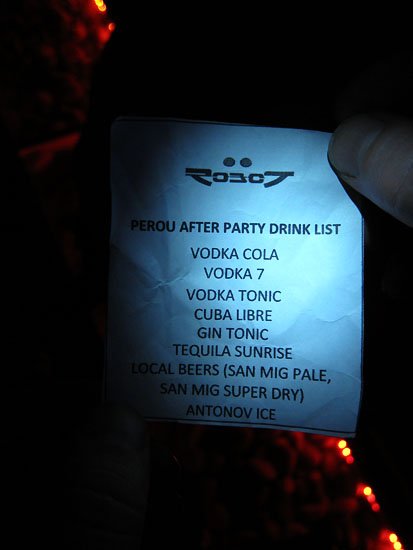 ROBOT
PEROU AFTER PARTY DRINK LIST
VODKA COLA
VODKA 7
VODKA TONIC
CUBA LIBRE
GIN TONIC
TEQUILA SUNRISE
LOCAL BEERS (SAN MIG PALE,
SAN MIG SUPER DRY)
ANTONOV ICE